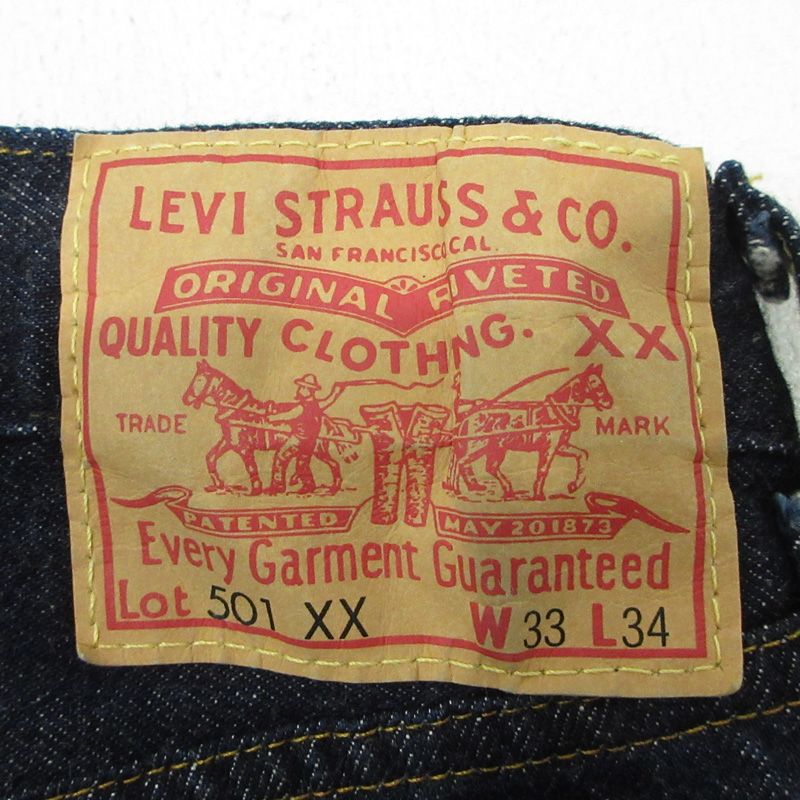 LEVI STRAUSS & CO.
SAN FRANCISCO CAL.
ORIGINAL RIVETED
QUALITY CLOTHING. XX
TRADE MARK
PATENTED MAY 20 1873
Every Garment Guaranteed
Lot 501 XX W 33 L 34